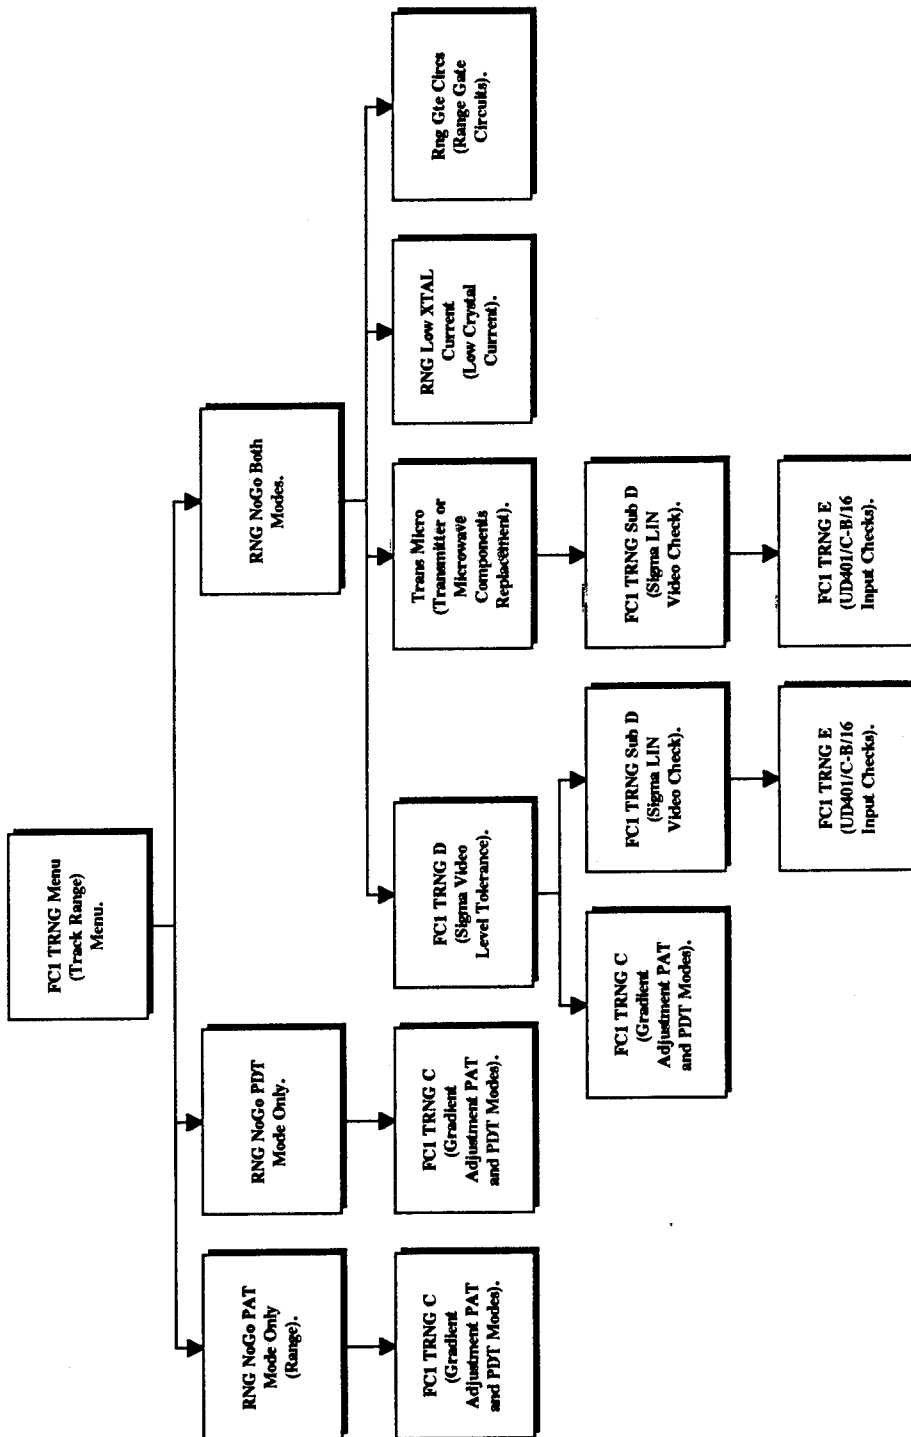 FC1 TRNG Menu
(Track Range)
Menu.
RNG NoGo PAT
Mode Only
(Range).
RNG NoGo PDT
Mode Only.
RNG NoGo Both
Modes.
FC1 TRNG C
(Gradient
Adjustment PAT
and PDT Modes).
FC1 TRNG C
(Gradient
Adjustment PAT
and PDT Modes).
FC1 TRNG D
(Sigma Video
Level Tolerance).
Trans Micro
(Transmitter or
Microwave
Components
Replacement).
RNG Low XTAL
Current
(Low Crystal
Current).
Rng Gte Circs
(Range Gate
Circuits).
FC1 TRNG C
(Gradient
Adjustment PAT
and PDT Modes).
FC1 TRNG Sub D
(Sigma LIN
Video Check).
FC1 TRNG Sub D
(Sigma LIN
Video Check).
FC1 TRNG E
(UD401/C-B/16
Input Checks).
FC1 TRNG E
(UD401/C-B/16
Input Checks).